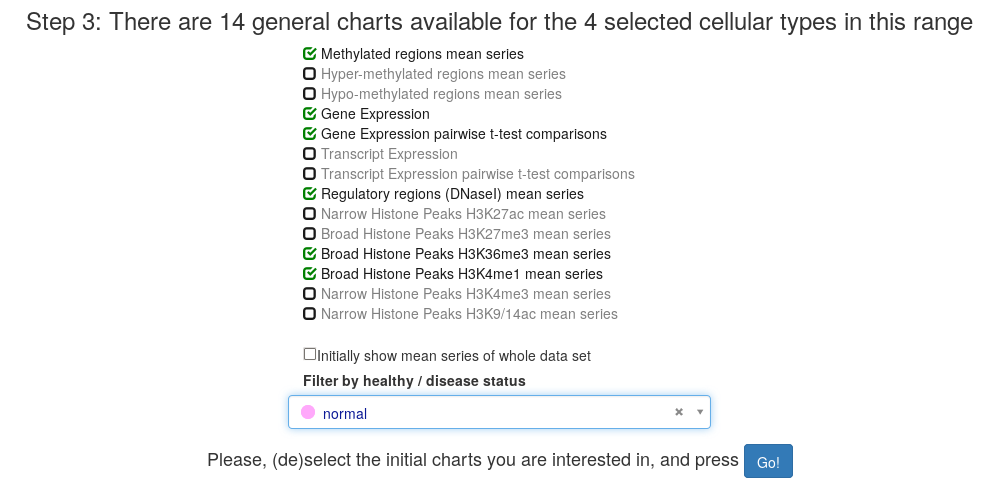 Step 3: There are 14 general charts available for the 4 selected cellular types in this range
Methylated regions mean series
Hyper-methylated regions mean series
Hypo-methylated regions mean series
Gene Expression
Gene Expression pairwise t-test comparisons
Transcript Expression
Transcript Expression pairwise t-test comparisons
Regulatory regions (DNaseI) mean series
Narrow Histone Peaks H3K27ac mean series
Broad Histone Peaks H3K27me3 mean series
Broad Histone Peaks H3K36me3 mean series
Broad Histone Peaks H3K4me1 mean series
Narrow Histone Peaks H3K4me3 mean series
Narrow Histone Peaks H3K9/14ac mean series
Initially show mean series of whole data set
Filter by healthy / disease status
normal
Please, (de)select the initial charts you are interested in, and press Go!